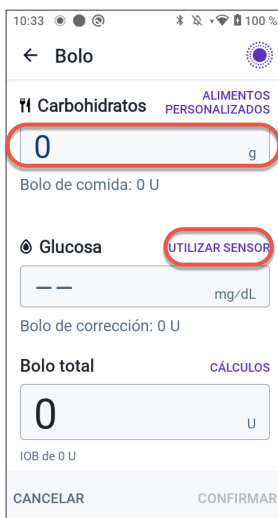 10:33 100 %
Bolo
Carbohidratos
ALIMENTOS
PERSONALIZADOS
0 g
Bolo de comida: 0 U
Glucosa
UTILIZAR SENSOR
-- mg/dL
Bolo de corrección: 0 U
Bolo total
CÁLCULOS
0 U
IOB de 0 U
CANCELAR
CONFIRMAR